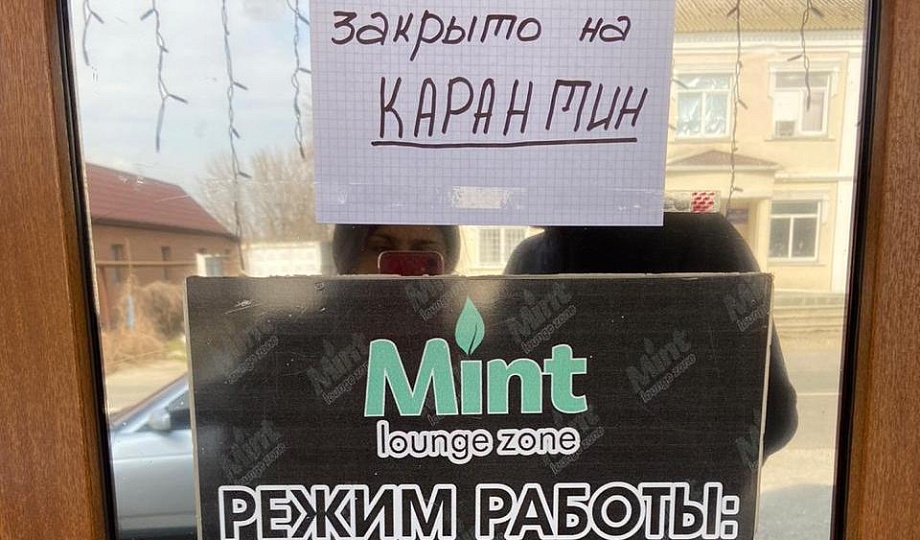 закрыто на
КАРАНТИН
Mint
lounge zone
РЕЖИМ РАБОТЫ: